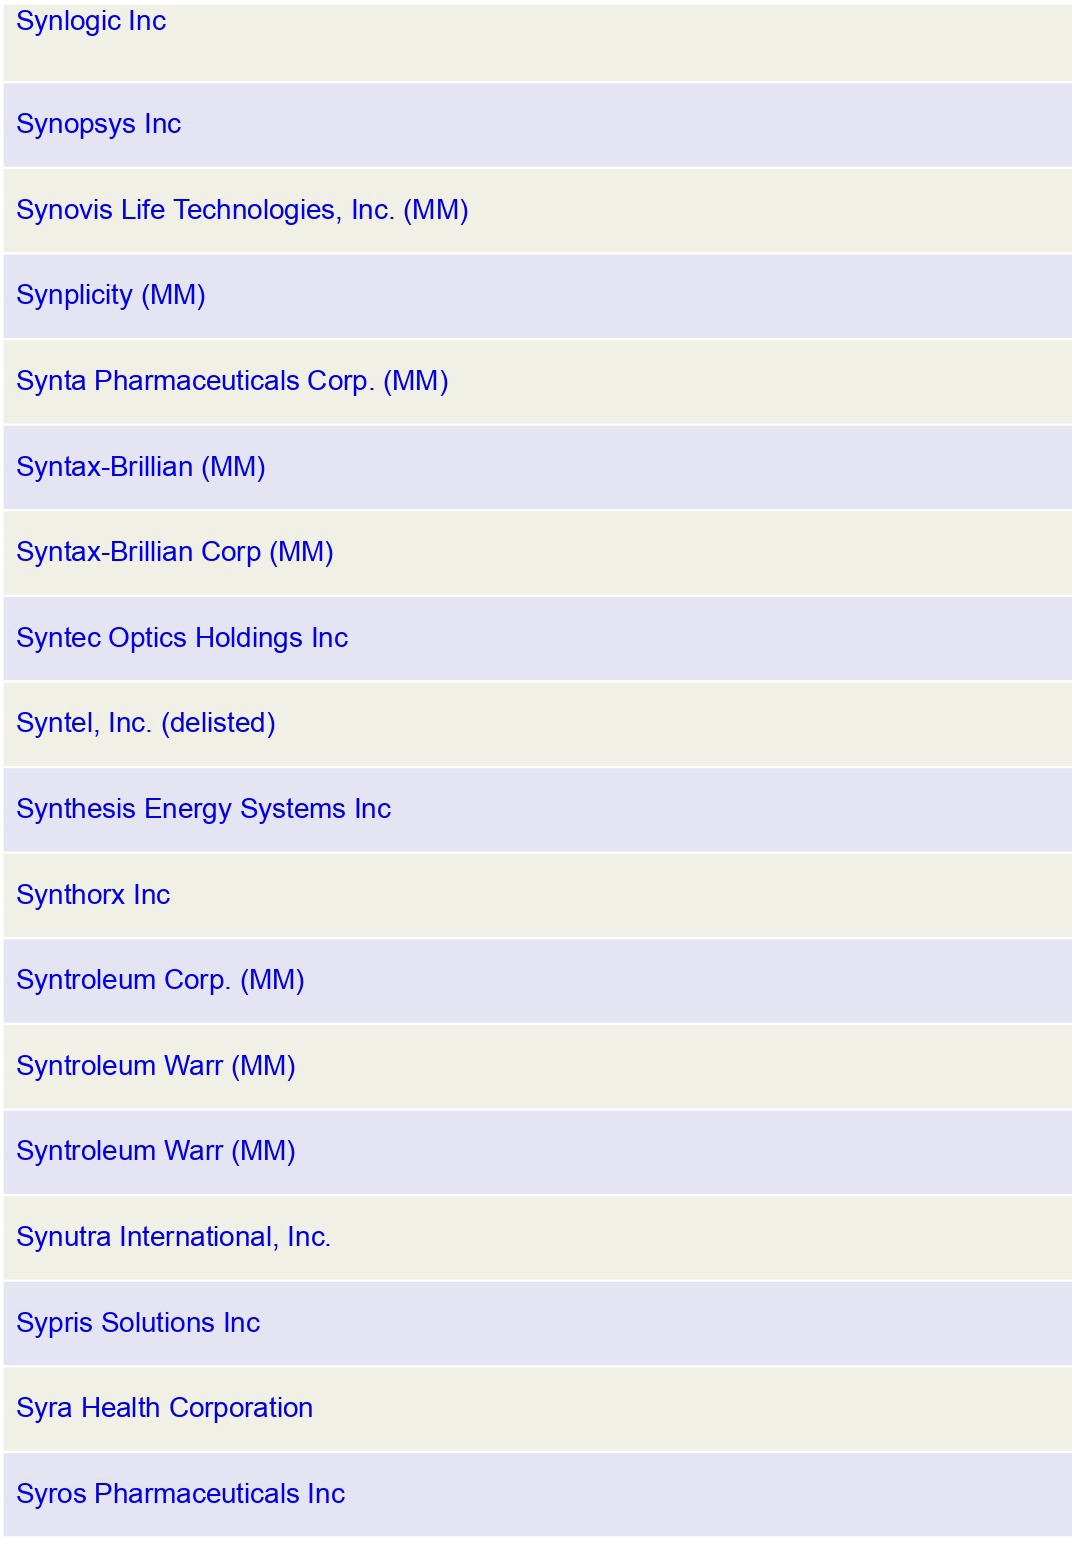 Synlogic Inc
Synopsys Inc
Synovis Life Technologies, Inc. (MM)
Synplicity (MM)
Synta Pharmaceuticals Corp. (MM)
Syntax-Brillian (MM)
Syntax-Brillian Corp (MM)
Syntec Optics Holdings Inc
Syntel, Inc. (delisted)
Synthesis Energy Systems Inc
Synthorx Inc
Syntroleum Corp. (MM)
Syntroleum Warr (MM)
Syntroleum Warr (MM)
Synutra International, Inc.
Sypris Solutions Inc
Syra Health Corporation
Syros Pharmaceuticals Inc